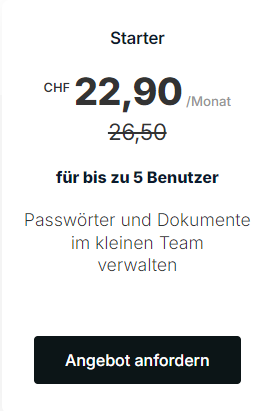 Starter
CHF 22,90 /Monat
26,50
für bis zu 5 Benutzer
Passwörter und Dokumente
im kleinen Team
verwalten
Angebot anfordern